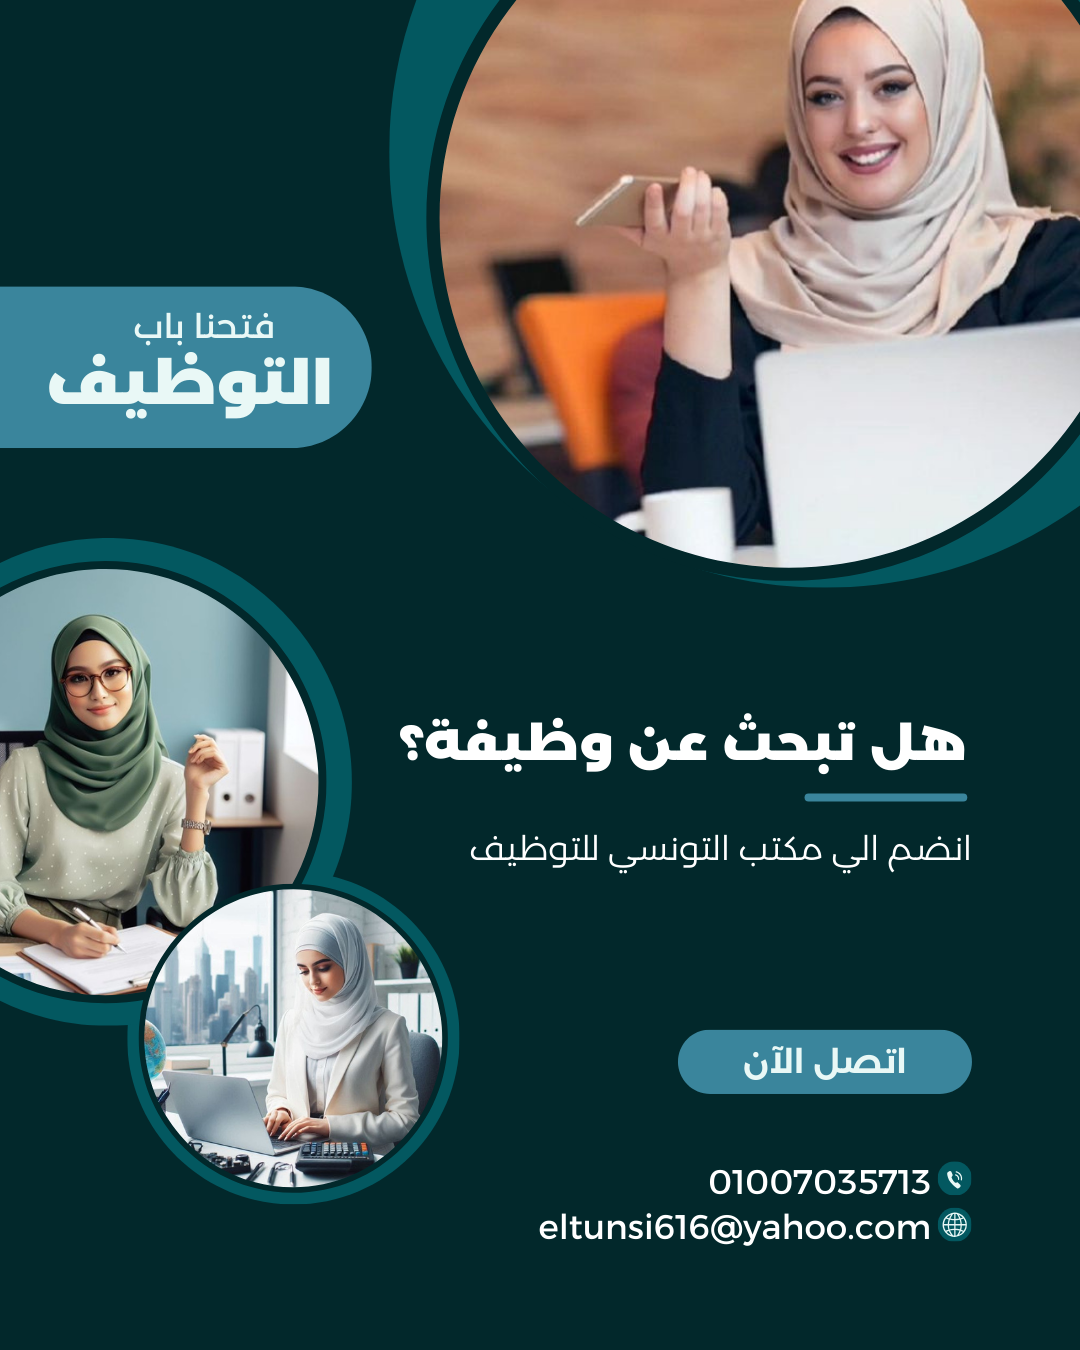 فتحنا باب
التوظيف
هل تبحث عن وظيفة؟
انضم الي مكتب التونسي للتوظيف
اتصل الآن
01007035713
eltunsi616@yahoo.com